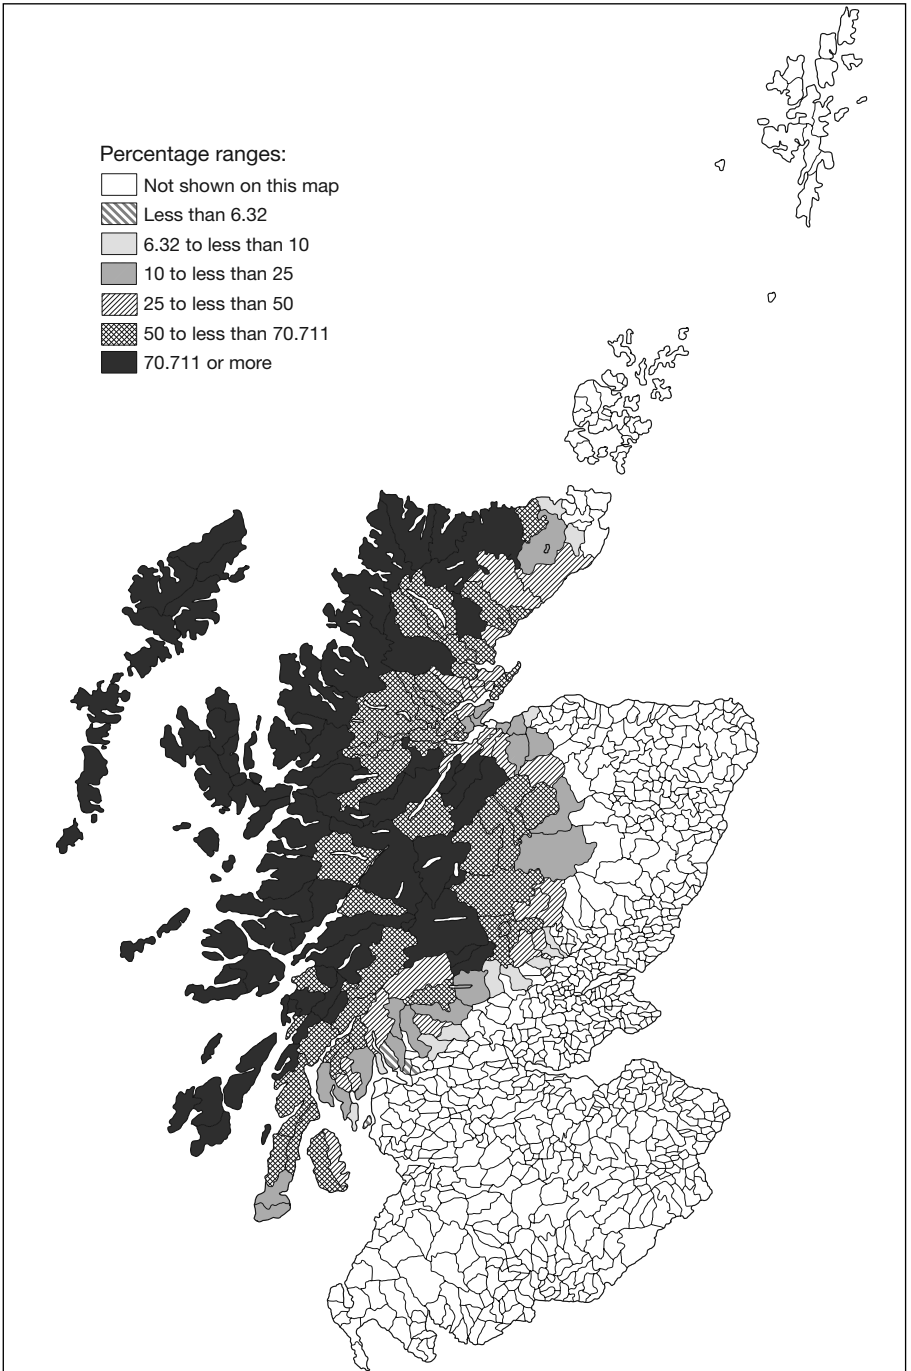 Percentage ranges:
Not shown on this map
Less than 6.32
6.32 to less than 10
10 to less than 25
25 to less than 50
50 to less than 70.711
70.711 or more